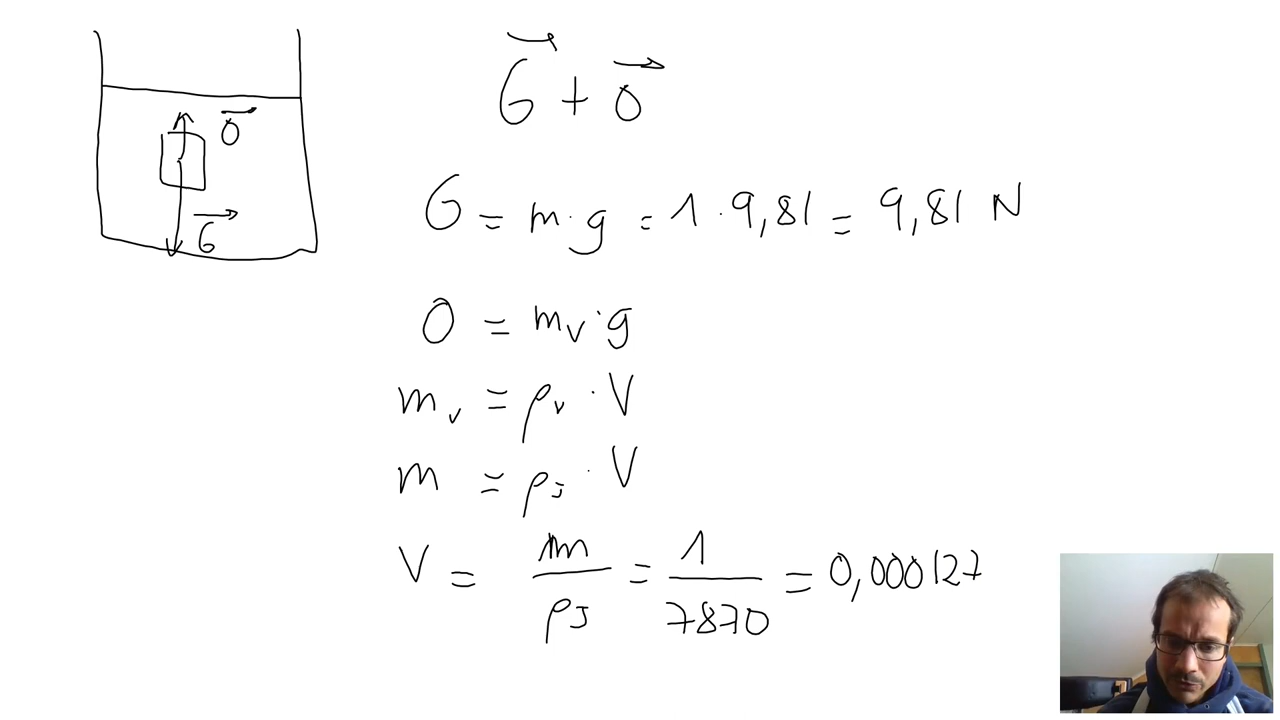 O⃗
G⃗
G⃗ + O⃗
G = m · g = 1 · 9,81 = 9,81 N
O = mᵥ · g
mᵥ = ρᵥ · V
m = ρⱼ · V
V = m / ρⱼ = 1 / 7870 = 0,000127